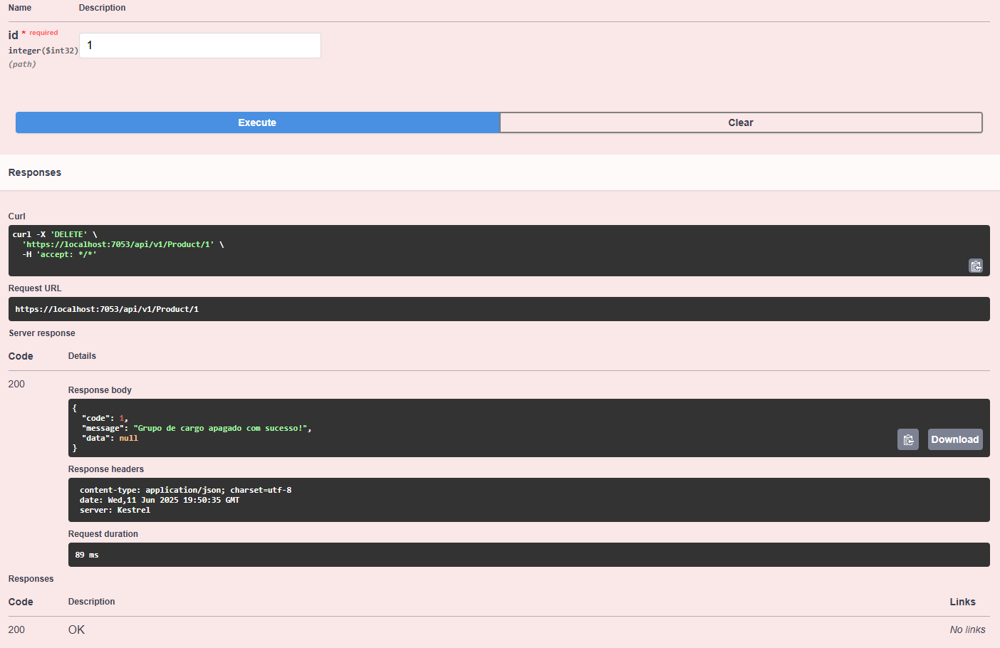 Name Description
id * required
integer($int32)
1
(path)
Execute Clear
Responses
Curl
curl -X 'DELETE' \
'https://localhost:7053/api/v1/Product/1' \
-H 'accept: */*'
Request URL
https://localhost:7053/api/v1/Product/1
Server response
Code Details
200
Response body
{
"code": 1,
"message": "Grupo de cargo apagado com sucesso!",
"data": null
}
Download
Response headers
content-type: application/json; charset=utf-8
date: Wed,11 Jun 2025 19:50:35 GMT
server: Kestrel
Request duration
89 ms
Responses
Code Description Links
200 OK No links